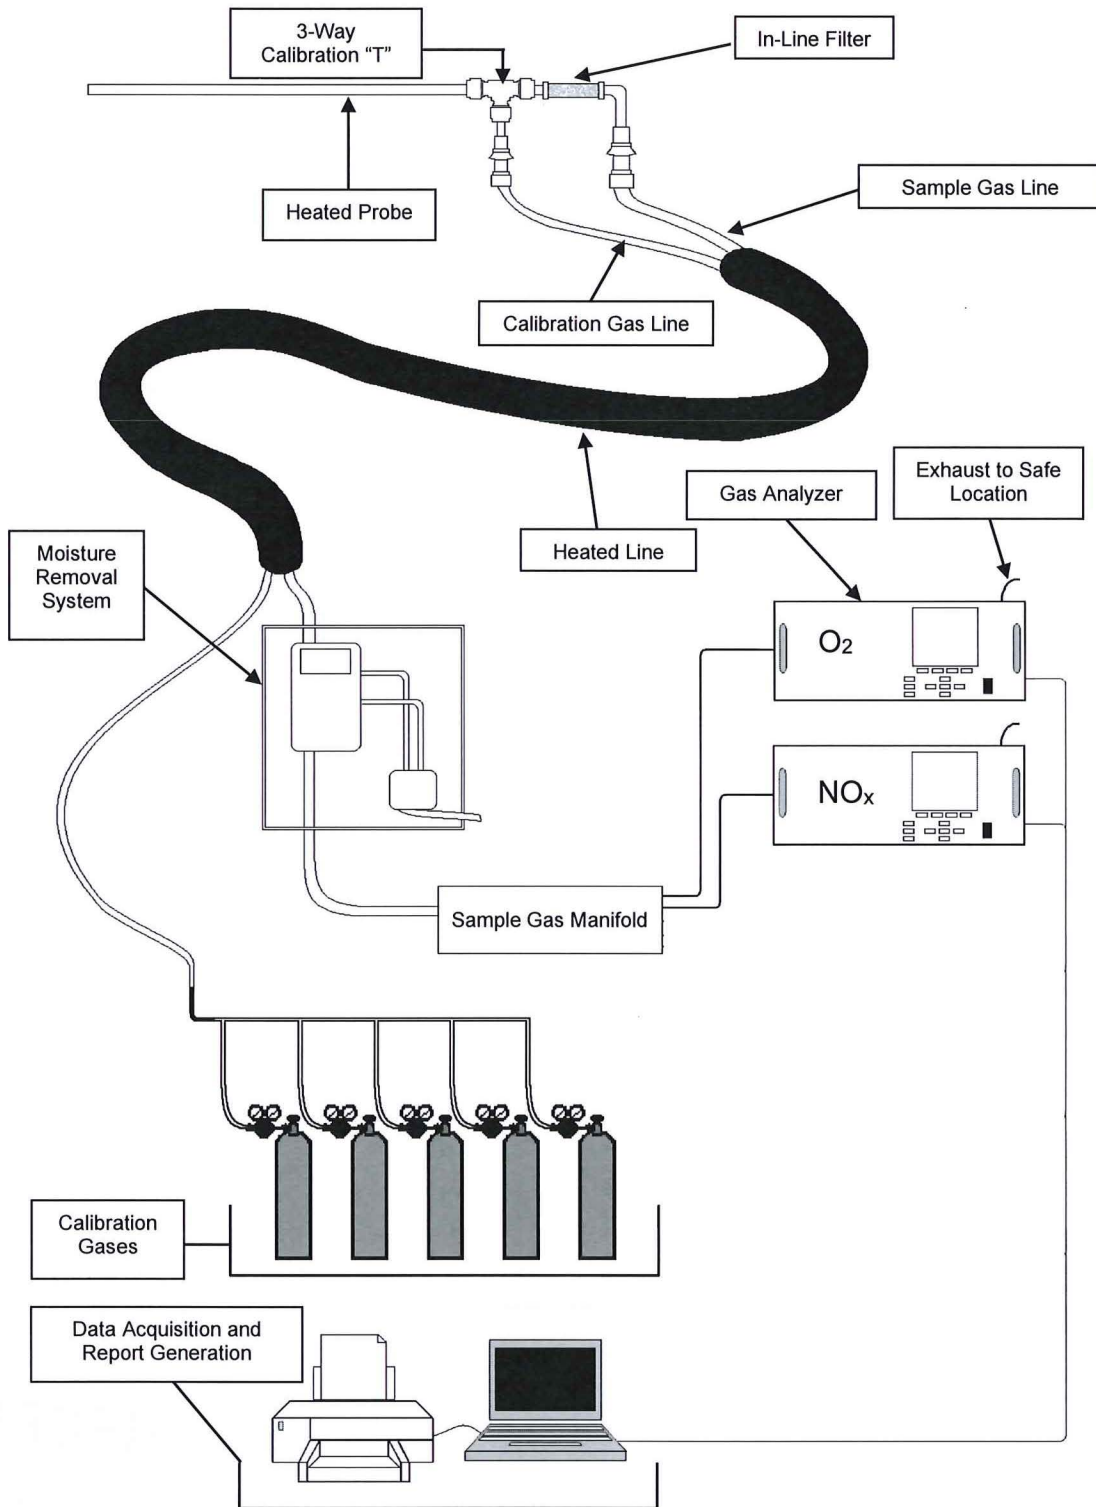 3-Way
Calibration “T”
In-Line Filter
Heated Probe
Sample Gas Line
Calibration Gas Line
Heated Line
Gas Analyzer
Exhaust to Safe
Location
Moisture
Removal
System
O2
NOx
Sample Gas Manifold
Calibration
Gases
Data Acquisition and
Report Generation